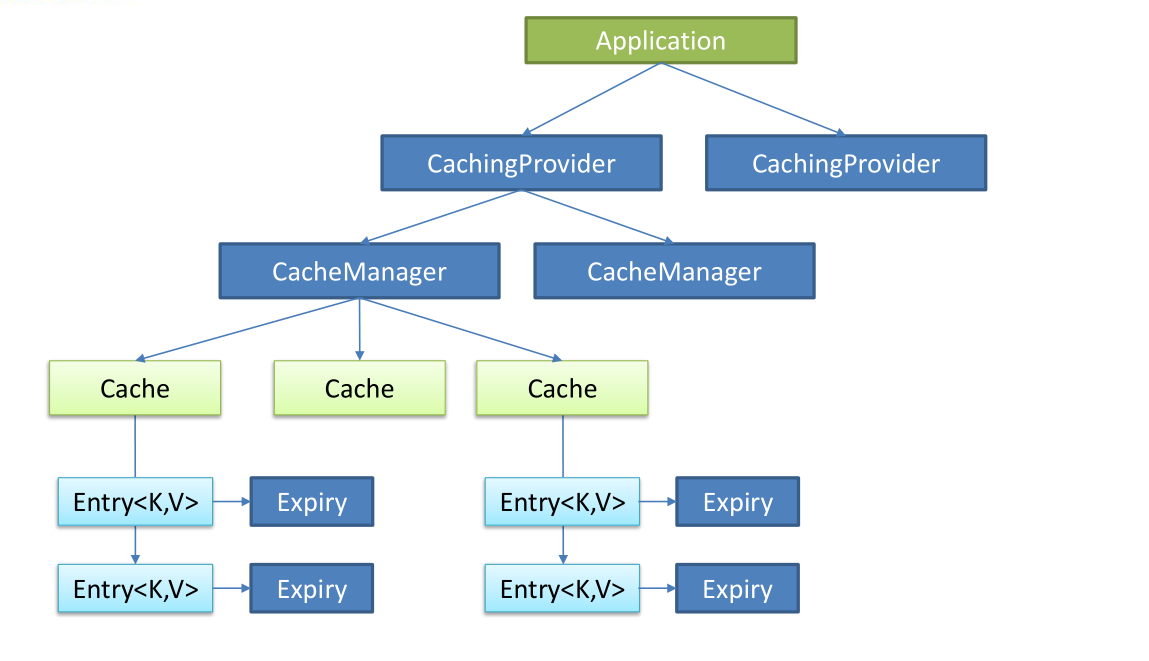 Application
CachingProvider
CachingProvider
CacheManager
CacheManager
Cache
Cache
Cache
Entry<K,V>
Expiry
Entry<K,V>
Expiry
Entry<K,V>
Expiry
Entry<K,V>
Expiry